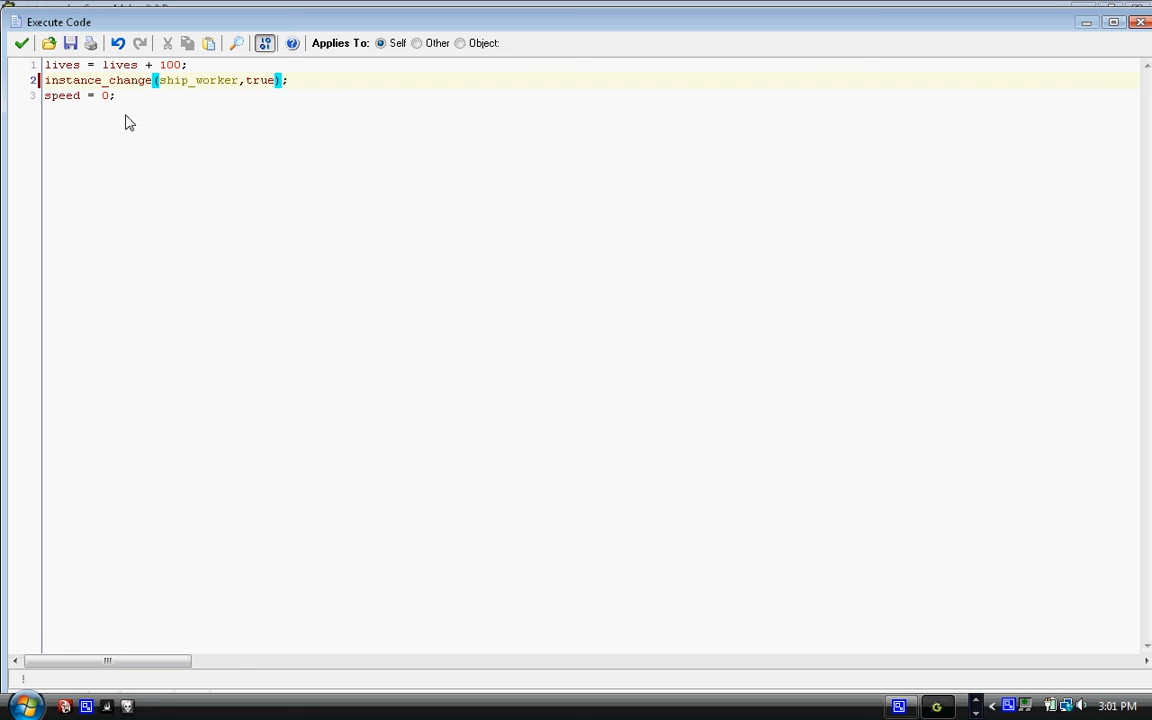 Execute Code
Applies To: Self Other Object:
1 lives = lives + 100;
2 instance_change(ship_worker,true);
3 speed = 0;
!
3:01 PM